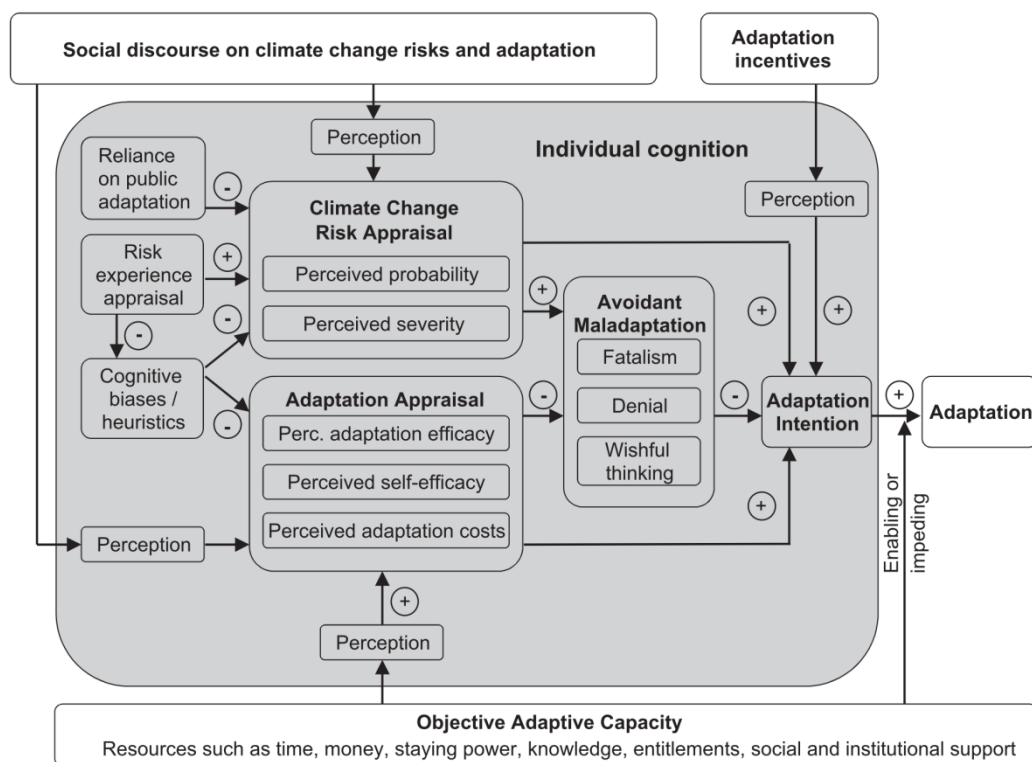 Social discourse on climate change risks and adaptation
Adaptation
incentives
Perception
Individual cognition
Reliance
on public
adaptation
-
Climate Change
Risk Appraisal
Perception
Risk
experience
appraisal
+
Perceived probability
+
Avoidant
Maladaptation
+
+
-
-
Perceived severity
Fatalism
Cognitive
biases /
heuristics
-
Adaptation Appraisal
-
Denial
-
Adaptation
Intention
+
Adaptation
Perc. adaptation efficacy
Wishful
thinking
Perceived self-efficacy
+
Perception
Perceived adaptation costs
Enabling or
impeding
+
Perception
Objective Adaptive Capacity
Resources such as time, money, staying power, knowledge, entitlements, social and institutional support